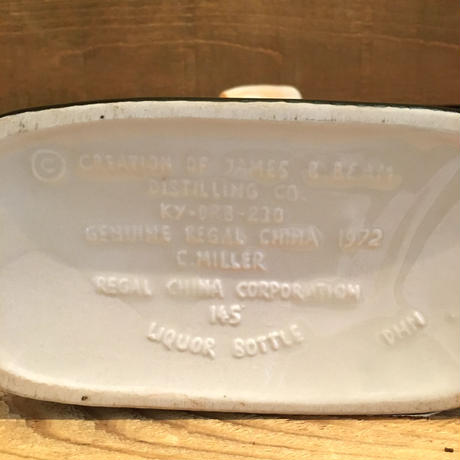 © CREATION OF JAMES B BEAM
DISTILLING CO.
KY-DRB-230
GENUINE REGAL CHINA 1972
C. MILLER
REGAL CHINA CORPORATION
LIQUOR BOTTLE